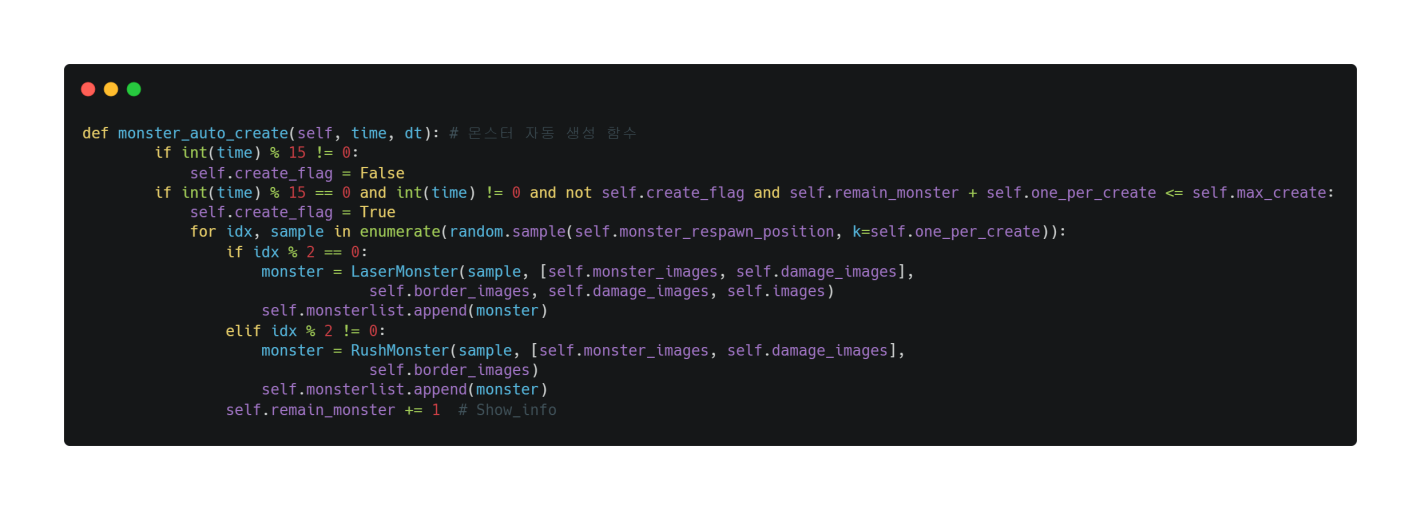 def monster_auto_create(self, time, dt): # 몬스터 자동 생성 함수
        if int(time) % 15 != 0:
            self.create_flag = False
        if int(time) % 15 == 0 and int(time) != 0 and not self.create_flag and self.remain_monster + self.one_per_create <= self.max_create:
            self.create_flag = True
            for idx, sample in enumerate(random.sample(self.monster_respawn_position, k=self.one_per_create)):
                if idx % 2 == 0:
                    monster = LaserMonster(sample, [self.monster_images, self.damage_images],
                                self.border_images, self.damage_images, self.images)
                    self.monsterlist.append(monster)
                elif idx % 2 != 0:
                    monster = RushMonster(sample, [self.monster_images, self.damage_images],
                                self.border_images)
                    self.monsterlist.append(monster)
                self.remain_monster += 1  # Show_info